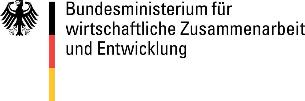 Bundesministerium für
wirtschaftliche Zusammenarbeit
und Entwicklung